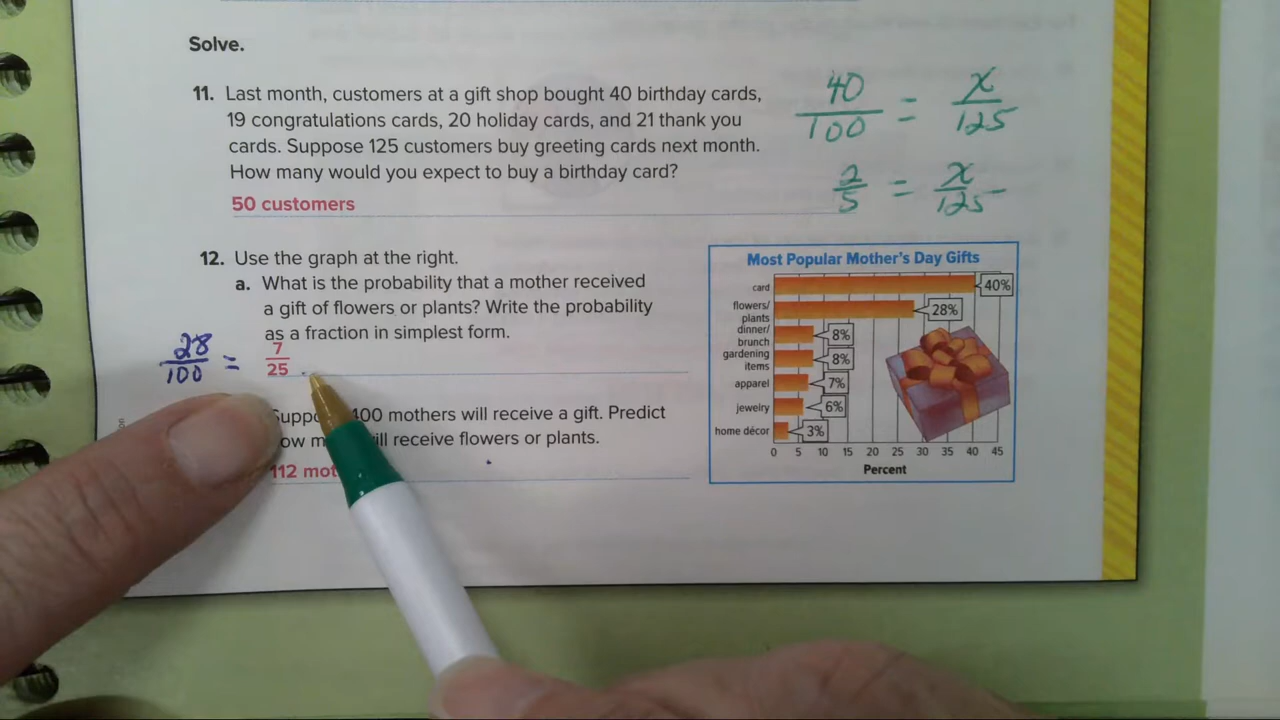 Solve.
11. Last month, customers at a gift shop bought 40 birthday cards,
19 congratulations cards, 20 holiday cards, and 21 thank you
cards. Suppose 125 customers buy greeting cards next month.
How many would you expect to buy a birthday card?
50 customers
40/100 = x/125
2/5 = x/125
12. Use the graph at the right.
a. What is the probability that a mother received
a gift of flowers or plants? Write the probability
as a fraction in simplest form.
28/100 = 7/25
400 mothers will receive a gift. Predict
will receive flowers or plants.
112
Most Popular Mother's Day Gifts
card 40%
flowers/
plants 28%
dinner/
brunch 8%
gardening
items 8%
apparel 7%
jewelry 6%
home décor 3%
0 5 10 15 20 25 30 35 40 45
Percent